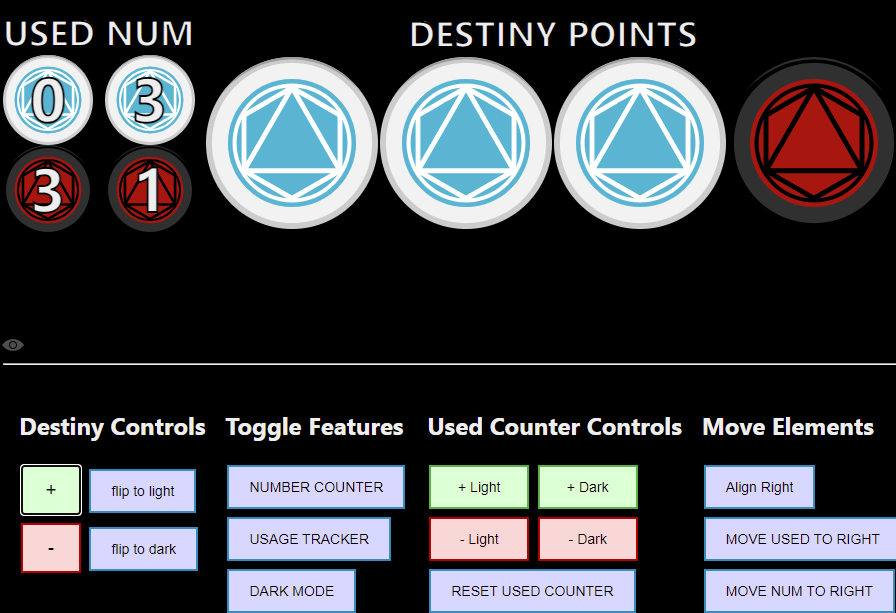 USED NUM
DESTINY POINTS
0 3
3 1
Destiny Controls
Toggle Features
Used Counter Controls
Move Elements
+ flip to light
NUMBER COUNTER
+ Light + Dark
Align Right
- flip to dark
USAGE TRACKER
- Light - Dark
MOVE USED TO RIGHT
DARK MODE
RESET USED COUNTER
MOVE NUM TO RIGHT